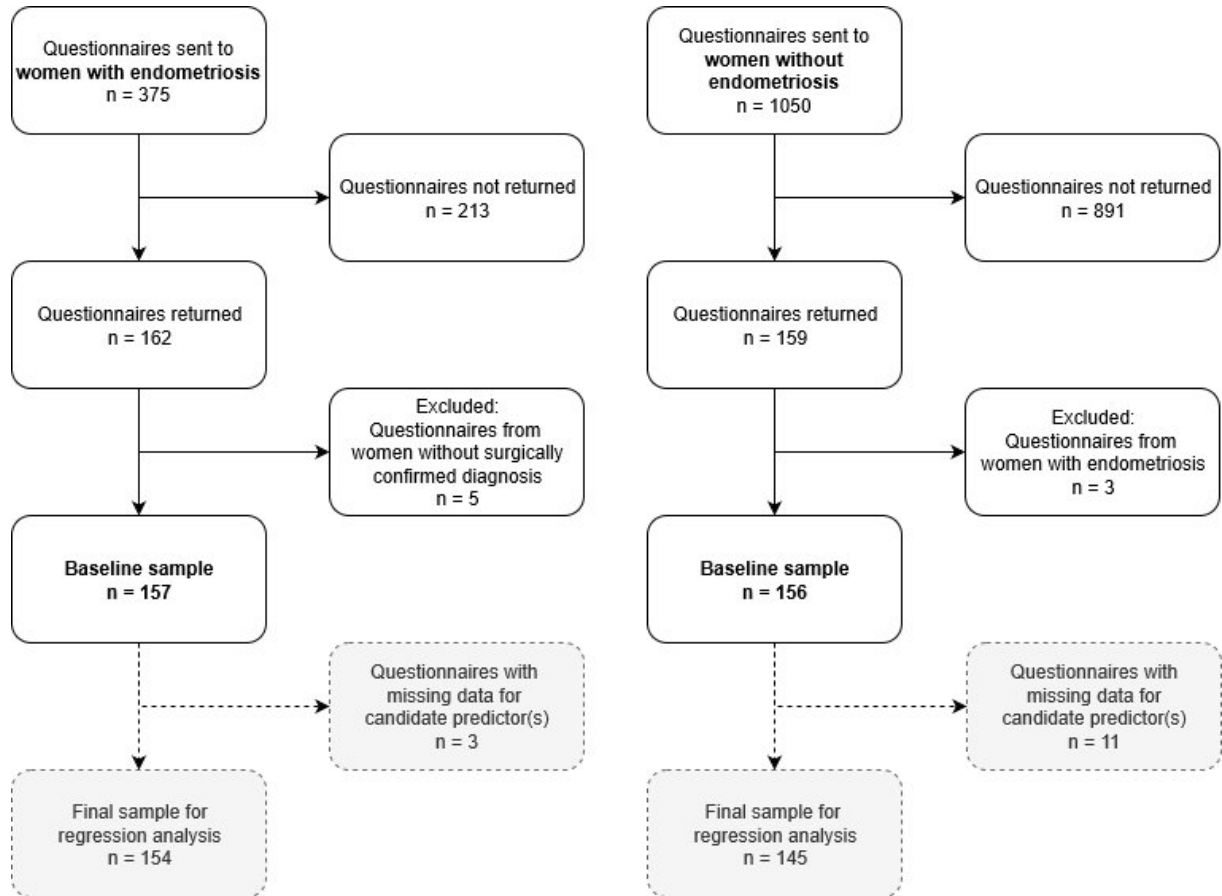 Questionnaires sent to
women with endometriosis
n = 375
Questionnaires not returned
n = 213
Questionnaires returned
n = 162
Excluded:
Questionnaires from
women without surgically
confirmed diagnosis
n = 5
Baseline sample
n = 157
Questionnaires with
missing data for
candidate predictor(s)
n = 3
Final sample for
regression analysis
n = 154
Questionnaires sent to
women without
endometriosis
n = 1050
Questionnaires not returned
n = 891
Questionnaires returned
n = 159
Excluded:
Questionnaires from
women with endometriosis
n = 3
Baseline sample
n = 156
Questionnaires with
missing data for
candidate predictor(s)
n = 11
Final sample for
regression analysis
n = 145